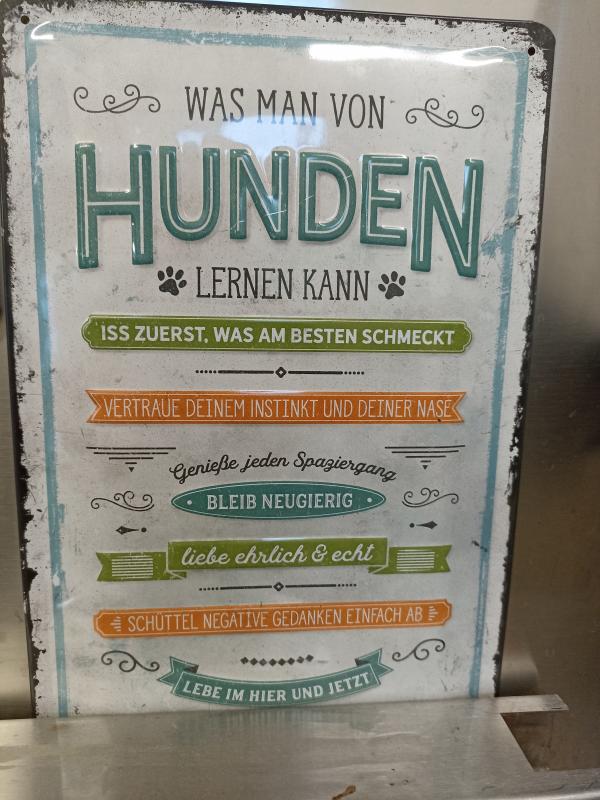 WAS MAN VON
HUNDEN
LERNEN KANN
ISS ZUERST, WAS AM BESTEN SCHMECKT
VERTRAUE DEINEM INSTINKT UND DEINER NASE
Genieße jeden Spaziergang
BLEIB NEUGIERIG
liebe ehrlich & echt
SCHÜTTEL NEGATIVE GEDANKEN EINFACH AB
LEBE IM HIER UND JETZT